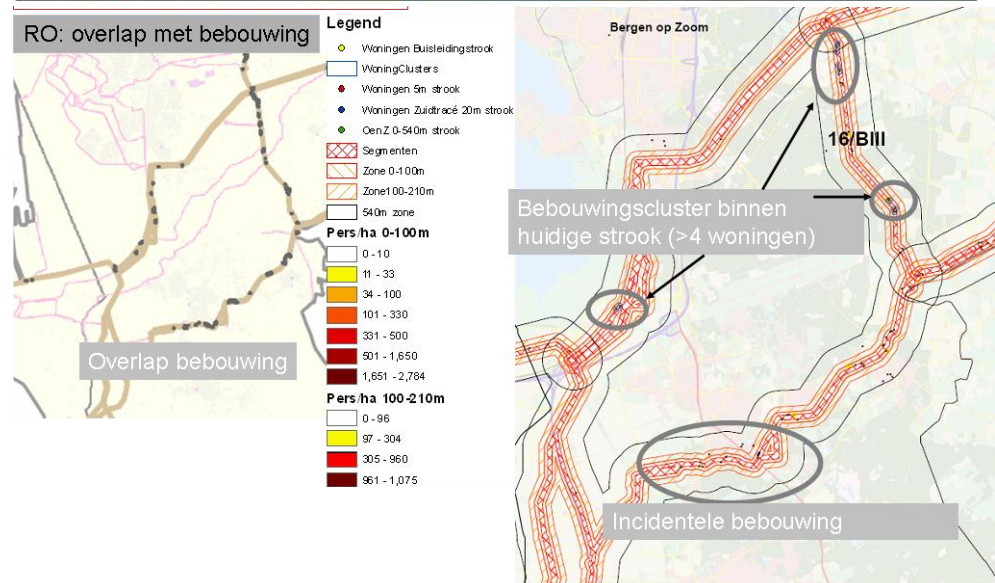 RO: overlap met bebouwing
Overlap bebouwing
Legend
Woningen Buisleidingstrook
WoningClusters
Woningen 5m strook
Woningen Zuidtracé 20m strook
OenZ 0-540m strook
Segmenten
Zone 0-100m
Zone100-210m
540m zone
Pers/ha 0-100m
0 - 10
11 - 33
34 - 100
101 - 330
331 - 500
501 - 1,650
1,651 - 2,784
Pers/ha 100-210m
0 - 96
97 - 304
305 - 960
961 - 1,075
Bergen op Zoom
16/BIII
Bebouwingscluster binnen
huidige strook (>4 woningen)
Incidentele bebouwing